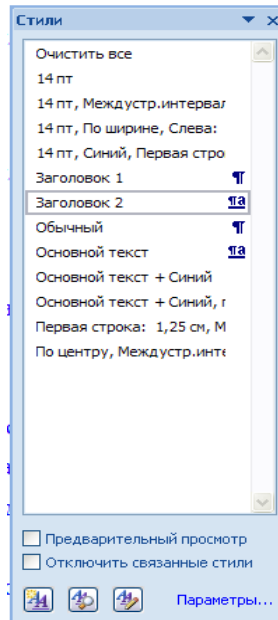 Стили
Очистить все
14 пт
14 пт, Междустр.интервал
14 пт, По ширине, Слева:
14 пт, Синий, Первая стро
Заголовок 1 ¶
Заголовок 2 ¶a
Обычный ¶
Основной текст ¶a
Основной текст + Синий
Основной текст + Синий, г
Первая строка: 1,25 см, М
По центру, Междустр.инте
Предварительный просмотр
Отключить связанные стили
Параметры...